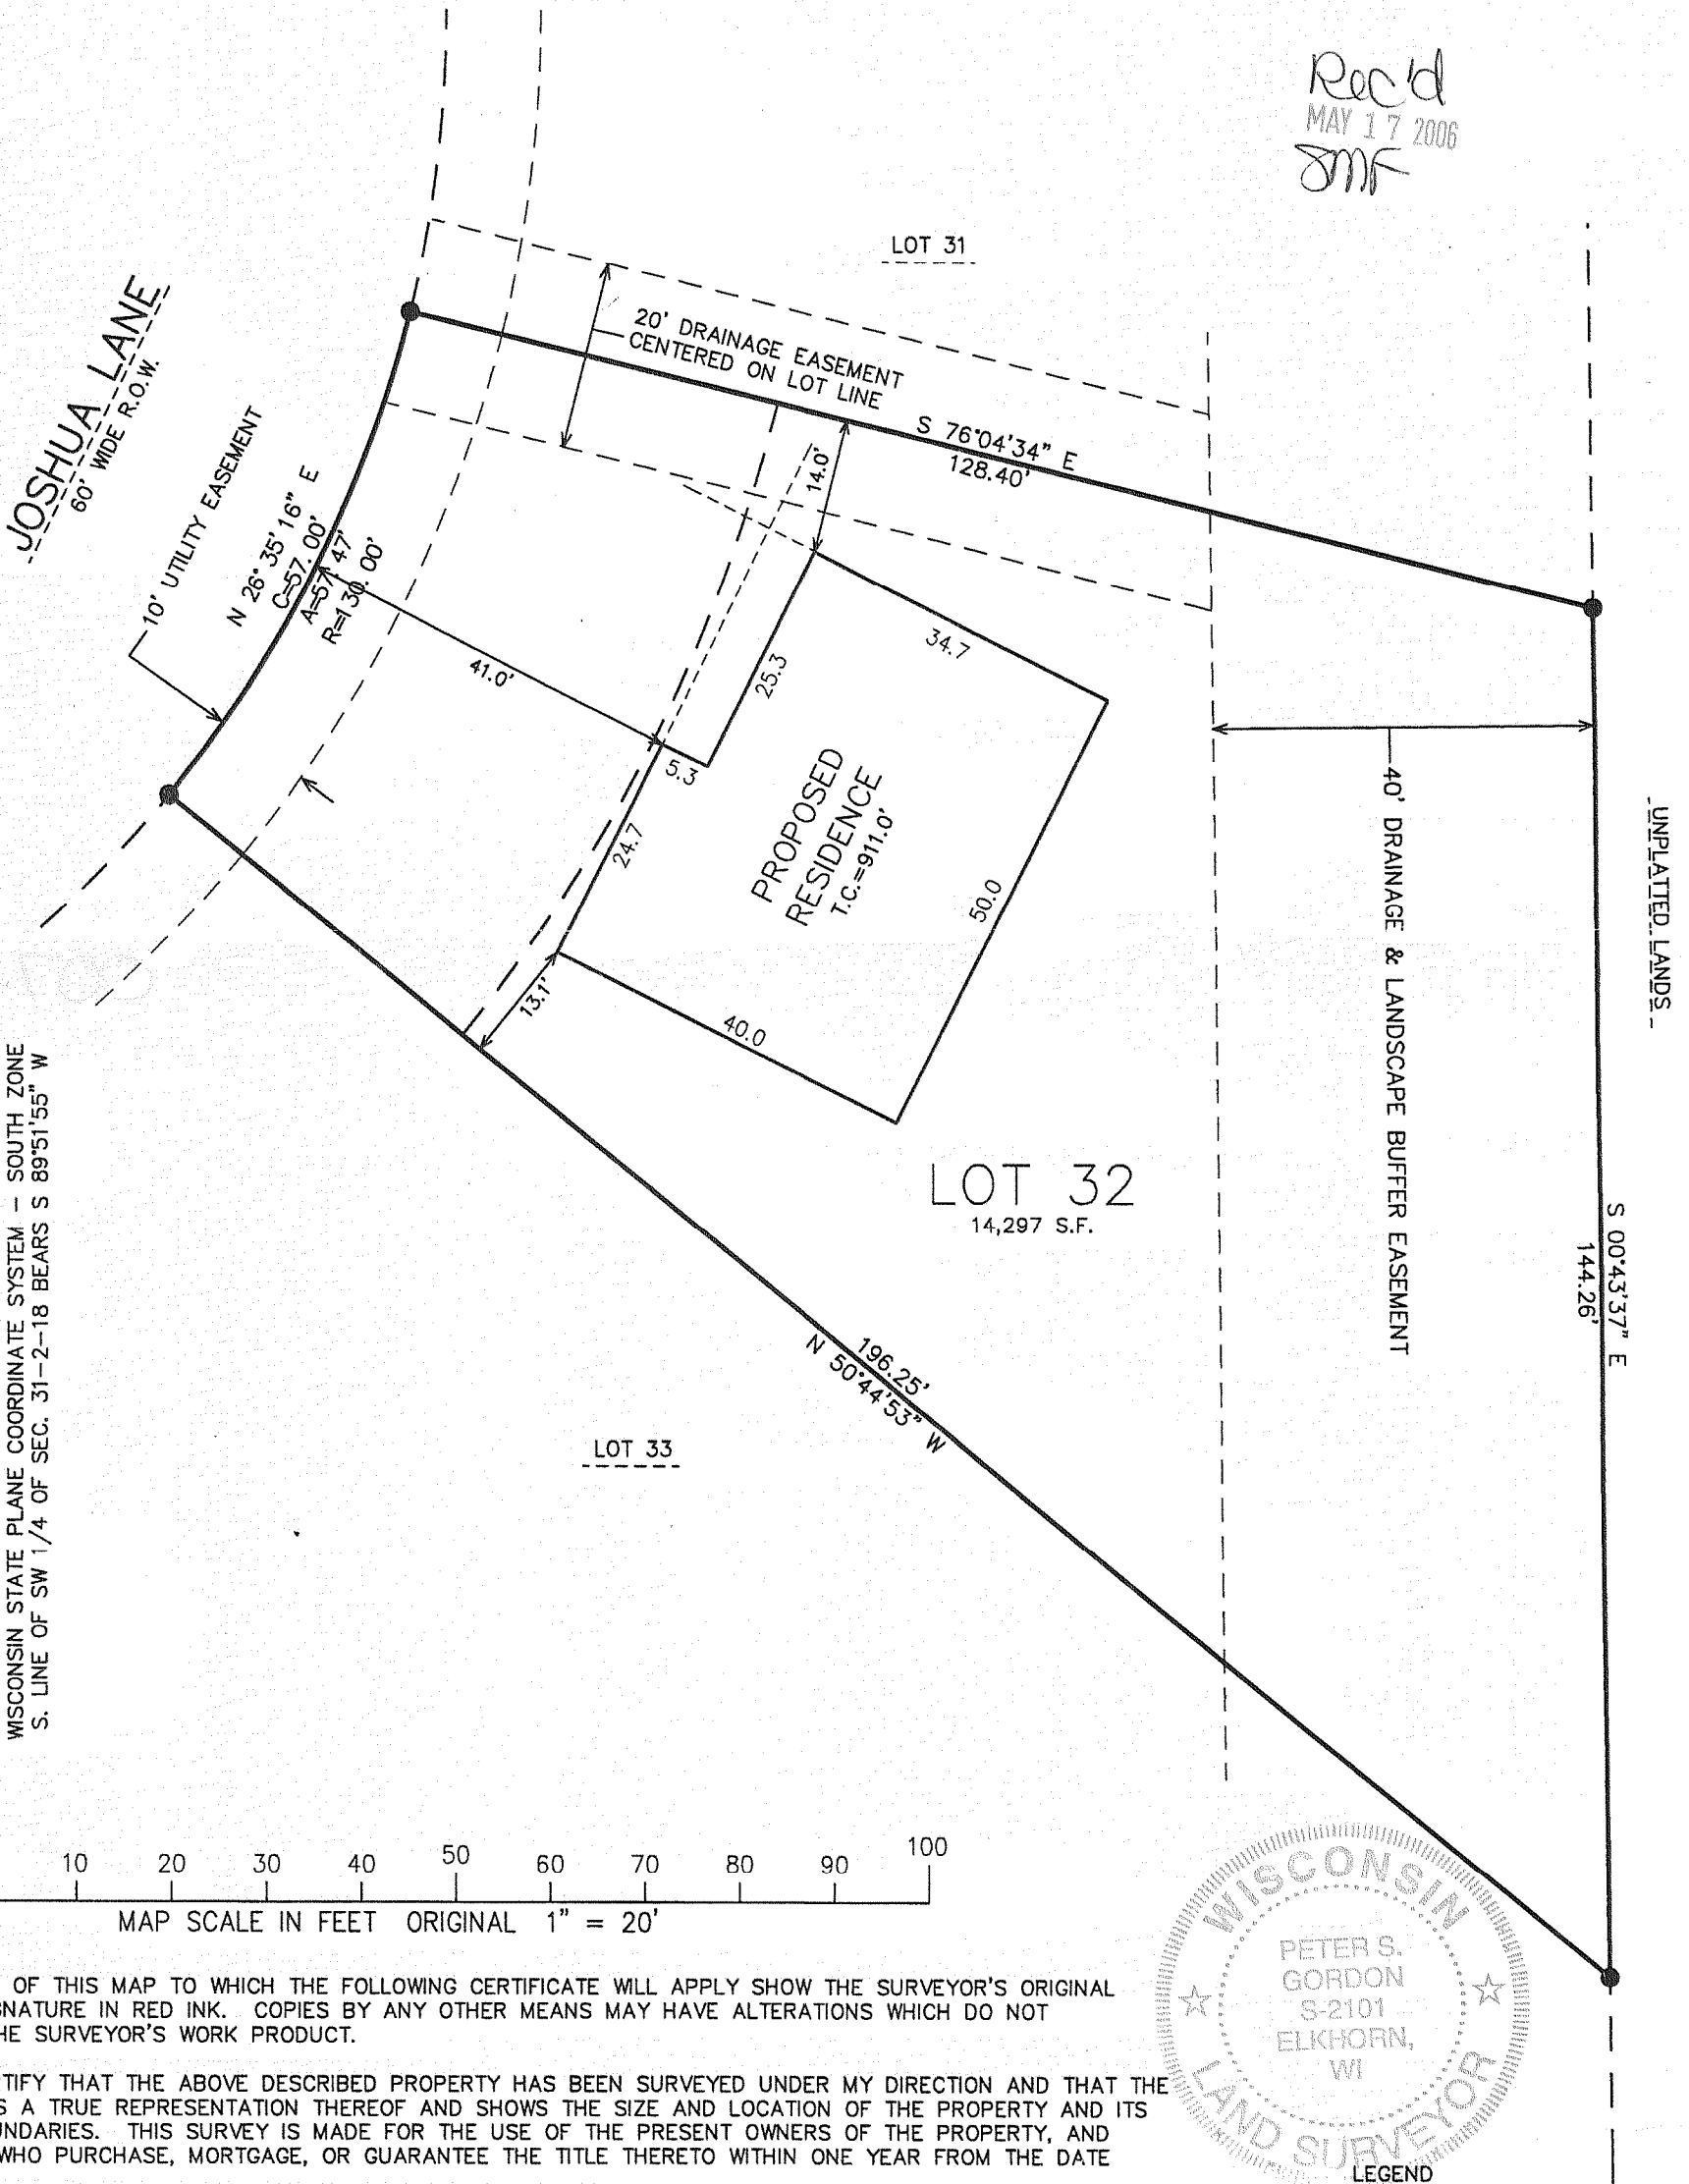 Rec'd
MAY 17 2006
SMF
LOT 31
JOSHUA LANE
60' WIDE R.O.W.
20' DRAINAGE EASEMENT
CENTERED ON LOT LINE
S 76°04'34" E
128.40'
14.0'
10' UTILITY EASEMENT
N 26°35'16" E
C=57.00'
A=57.47'
R=130.00'
41.0'
25.3
34.7
5.3
24.7
PROPOSED
RESIDENCE
T.C.=911.0'
50.0
13.1'
40.0
40' DRAINAGE & LANDSCAPE BUFFER EASEMENT
UNPLATTED LANDS
S 00°43'37" E
144.26'
LOT 32
14,297 S.F.
196.25'
N 50°44'53" W
LOT 33
WISCONSIN STATE PLANE COORDINATE SYSTEM – SOUTH ZONE
S. LINE OF SW 1/4 OF SEC. 31-2-18 BEARS S 89°51'55" W
10 20 30 40 50 60 70 80 90 100
MAP SCALE IN FEET ORIGINAL 1" = 20'
OF THIS MAP TO WHICH THE FOLLOWING CERTIFICATE WILL APPLY SHOW THE SURVEYOR'S ORIGINAL
GNATURE IN RED INK. COPIES BY ANY OTHER MEANS MAY HAVE ALTERATIONS WHICH DO NOT
HE SURVEYOR'S WORK PRODUCT.
TIFY THAT THE ABOVE DESCRIBED PROPERTY HAS BEEN SURVEYED UNDER MY DIRECTION AND THAT THE
S A TRUE REPRESENTATION THEREOF AND SHOWS THE SIZE AND LOCATION OF THE PROPERTY AND ITS
UNDARIES. THIS SURVEY IS MADE FOR THE USE OF THE PRESENT OWNERS OF THE PROPERTY, AND
WHO PURCHASE, MORTGAGE, OR GUARANTEE THE TITLE THERETO WITHIN ONE YEAR FROM THE DATE
WISCONSIN
PETER S.
GORDON
S-2101
ELKHORN,
WI
LAND SURVEYOR
LEGEND